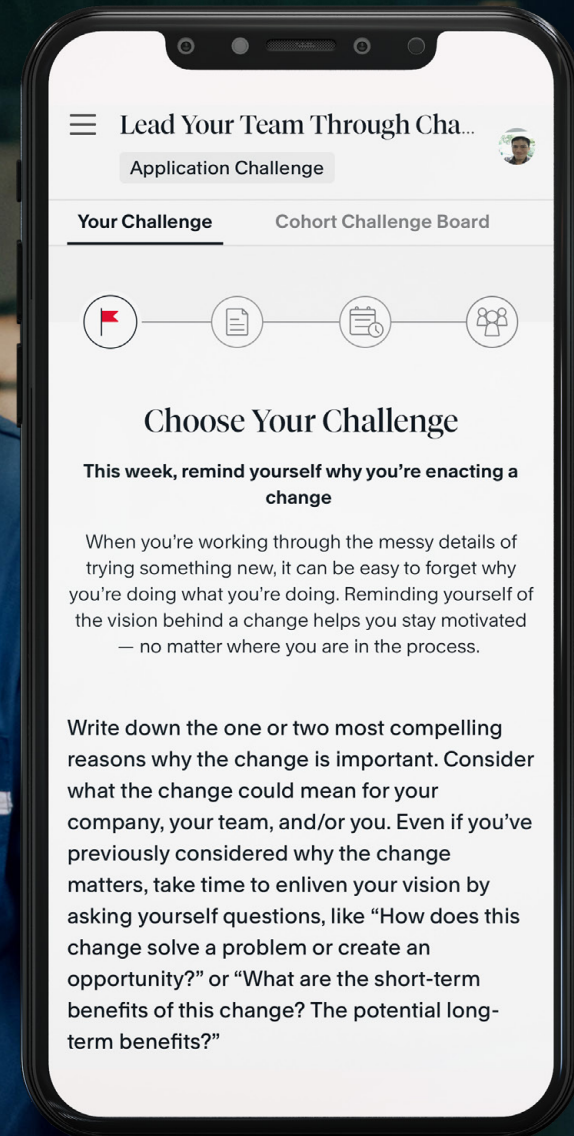 Lead Your Team Through Cha...
Application Challenge
Your Challenge
Cohort Challenge Board
Choose Your Challenge
This week, remind yourself why you’re enacting a
change
When you’re working through the messy details of
trying something new, it can be easy to forget why
you’re doing what you’re doing. Reminding yourself of
the vision behind a change helps you stay motivated
— no matter where you are in the process.
Write down the one or two most compelling
reasons why the change is important. Consider
what the change could mean for your
company, your team, and/or you. Even if you’ve
previously considered why the change
matters, take time to enliven your vision by
asking yourself questions, like “How does this
change solve a problem or create an
opportunity?” or “What are the short-term
benefits of this change? The potential long-
term benefits?”